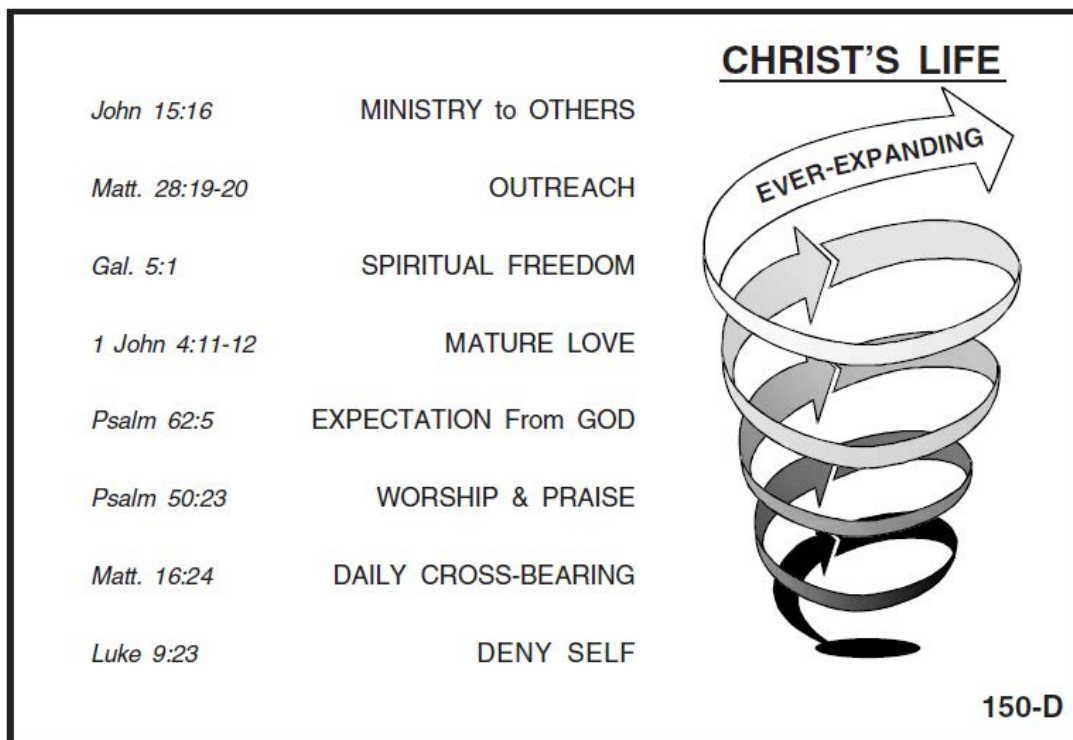 CHRIST'S LIFE
John 15:16 MINISTRY to OTHERS
EVER-EXPANDING
Matt. 28:19-20 OUTREACH
Gal. 5:1 SPIRITUAL FREEDOM
1 John 4:11-12 MATURE LOVE
Psalm 62:5 EXPECTATION From GOD
Psalm 50:23 WORSHIP & PRAISE
Matt. 16:24 DAILY CROSS-BEARING
Luke 9:23 DENY SELF
150-D